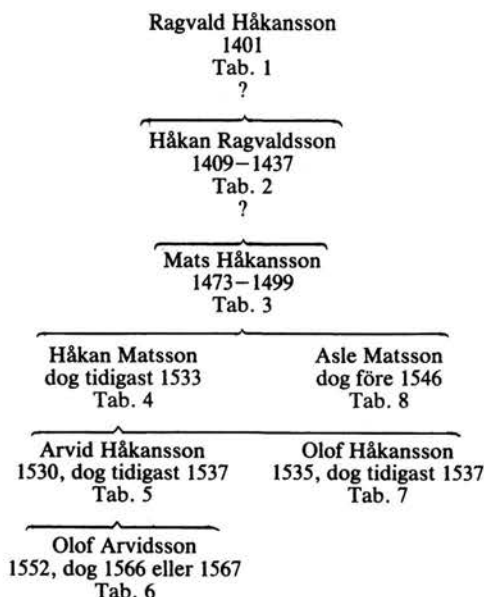 Ragvald Håkansson
1401
Tab. 1
?
Håkan Ragvaldsson
1409–1437
Tab. 2
?
Mats Håkansson
1473–1499
Tab. 3
Håkan Matsson
dog tidigast 1533
Tab. 4
Asle Matsson
dog före 1546
Tab. 8
Arvid Håkansson
1530, dog tidigast 1537
Tab. 5
Olof Håkansson
1535, dog tidigast 1537
Tab. 7
Olof Arvidsson
1552, dog 1566 eller 1567
Tab. 6